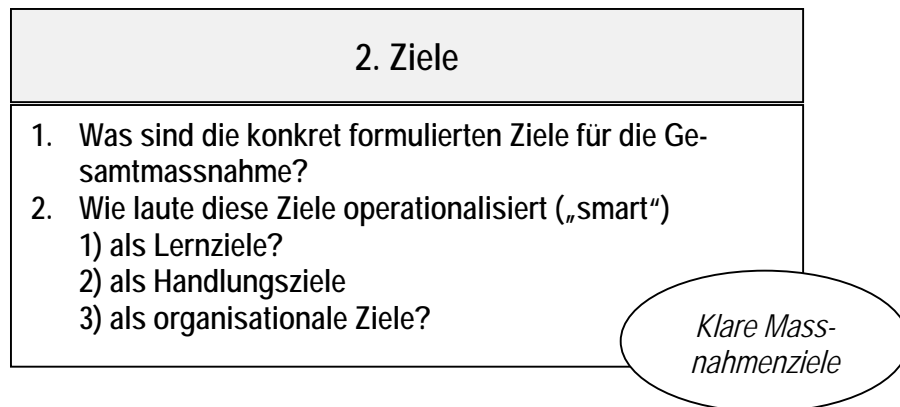 2. Ziele
1. Was sind die konkret formulierten Ziele für die Ge-
samtmassnahme?
2. Wie laute diese Ziele operationalisiert („smart“)
1) als Lernziele?
2) als Handlungsziele
3) als organisationale Ziele?
Klare Mass-
nahmenziele